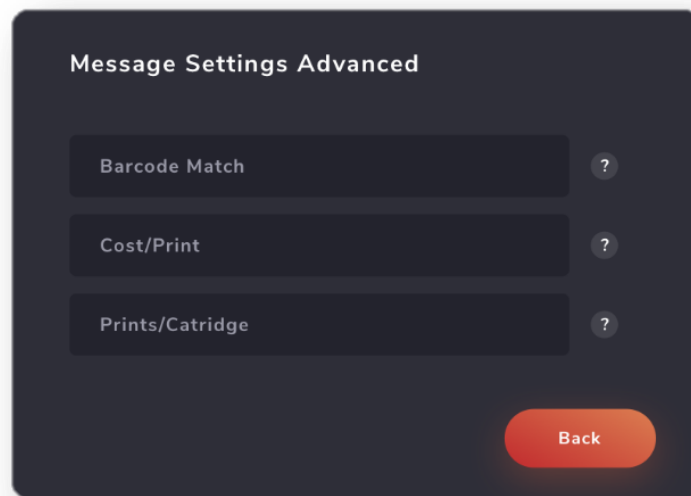 Message Settings Advanced
Barcode Match
?
Cost/Print
?
Prints/Catridge
?
Back